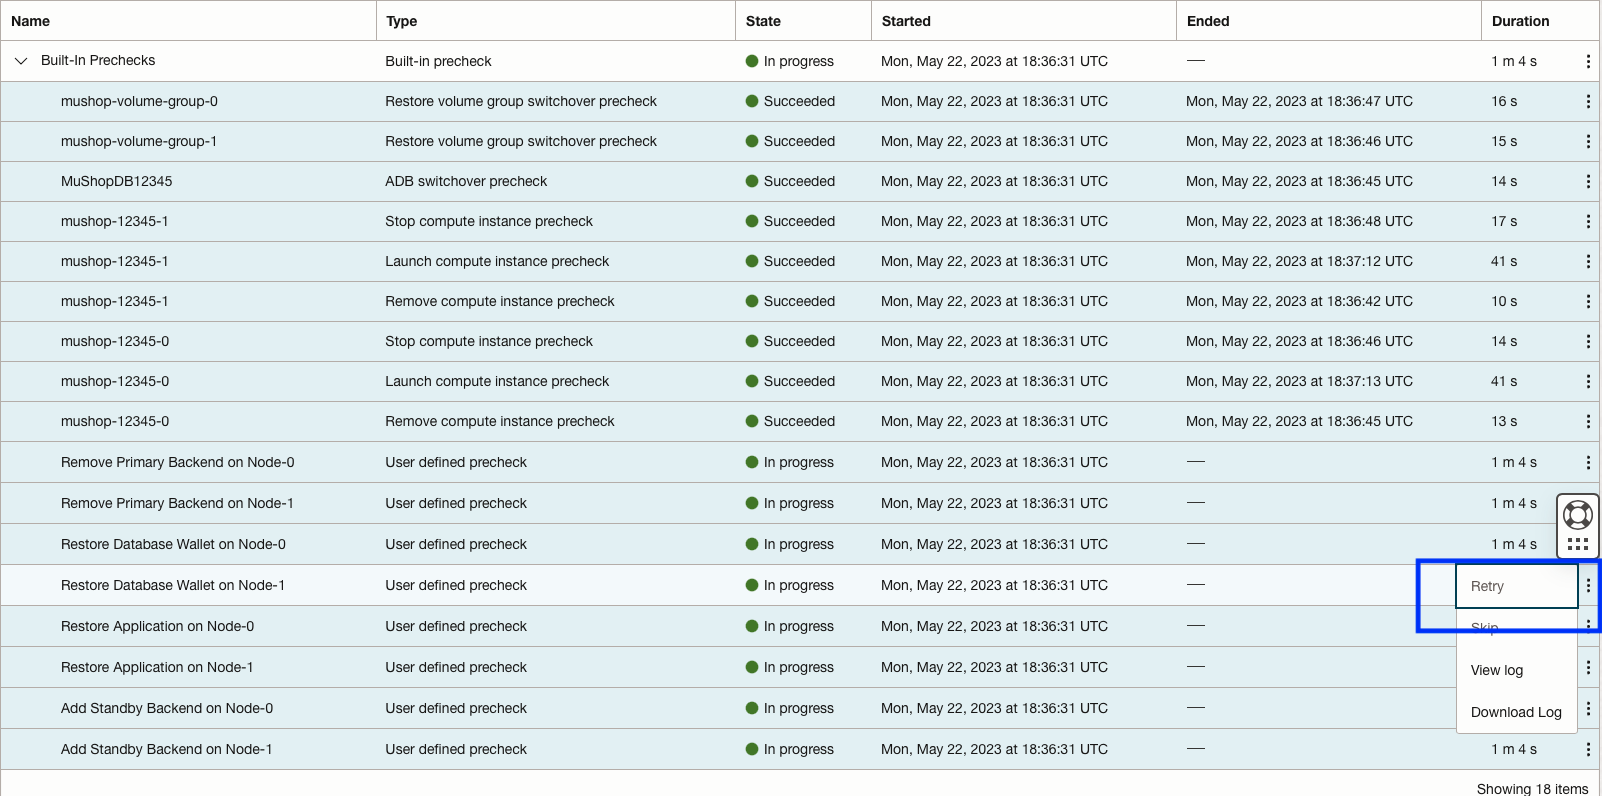 Name Type State Started Ended Duration
Built-In Prechecks Built-in precheck In progress Mon, May 22, 2023 at 18:36:31 UTC — 1 m 4 s
mushop-volume-group-0 Restore volume group switchover precheck Succeeded Mon, May 22, 2023 at 18:36:31 UTC Mon, May 22, 2023 at 18:36:47 UTC 16 s
mushop-volume-group-1 Restore volume group switchover precheck Succeeded Mon, May 22, 2023 at 18:36:31 UTC Mon, May 22, 2023 at 18:36:46 UTC 15 s
MuShopDB12345 ADB switchover precheck Succeeded Mon, May 22, 2023 at 18:36:31 UTC Mon, May 22, 2023 at 18:36:45 UTC 14 s
mushop-12345-1 Stop compute instance precheck Succeeded Mon, May 22, 2023 at 18:36:31 UTC Mon, May 22, 2023 at 18:36:48 UTC 17 s
mushop-12345-1 Launch compute instance precheck Succeeded Mon, May 22, 2023 at 18:36:31 UTC Mon, May 22, 2023 at 18:37:12 UTC 41 s
mushop-12345-1 Remove compute instance precheck Succeeded Mon, May 22, 2023 at 18:36:31 UTC Mon, May 22, 2023 at 18:36:42 UTC 10 s
mushop-12345-0 Stop compute instance precheck Succeeded Mon, May 22, 2023 at 18:36:31 UTC Mon, May 22, 2023 at 18:36:46 UTC 14 s
mushop-12345-0 Launch compute instance precheck Succeeded Mon, May 22, 2023 at 18:36:31 UTC Mon, May 22, 2023 at 18:37:13 UTC 41 s
mushop-12345-0 Remove compute instance precheck Succeeded Mon, May 22, 2023 at 18:36:31 UTC Mon, May 22, 2023 at 18:36:45 UTC 13 s
Remove Primary Backend on Node-0 User defined precheck In progress Mon, May 22, 2023 at 18:36:31 UTC — 1 m 4 s
Remove Primary Backend on Node-1 User defined precheck In progress Mon, May 22, 2023 at 18:36:31 UTC — 1 m 4 s
Restore Database Wallet on Node-0 User defined precheck In progress Mon, May 22, 2023 at 18:36:31 UTC — 1 m 4 s
Restore Database Wallet on Node-1 User defined precheck In progress Mon, May 22, 2023 at 18:36:31 UTC — Retry
Restore Application on Node-0 User defined precheck In progress Mon, May 22, 2023 at 18:36:31 UTC — Skip
Restore Application on Node-1 User defined precheck In progress Mon, May 22, 2023 at 18:36:31 UTC — View log
Add Standby Backend on Node-0 User defined precheck In progress Mon, May 22, 2023 at 18:36:31 UTC — Download Log
Add Standby Backend on Node-1 User defined precheck In progress Mon, May 22, 2023 at 18:36:31 UTC — 1 m 4 s
Showing 18 items